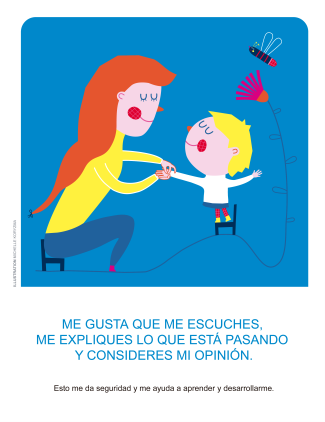 ME GUSTA QUE ME ESCUCHES,
ME EXPLIQUES LO QUE ESTÁ PASANDO
Y CONSIDERES MI OPINIÓN.
Esto me da seguridad y me ayuda a aprender y desarrollarme.